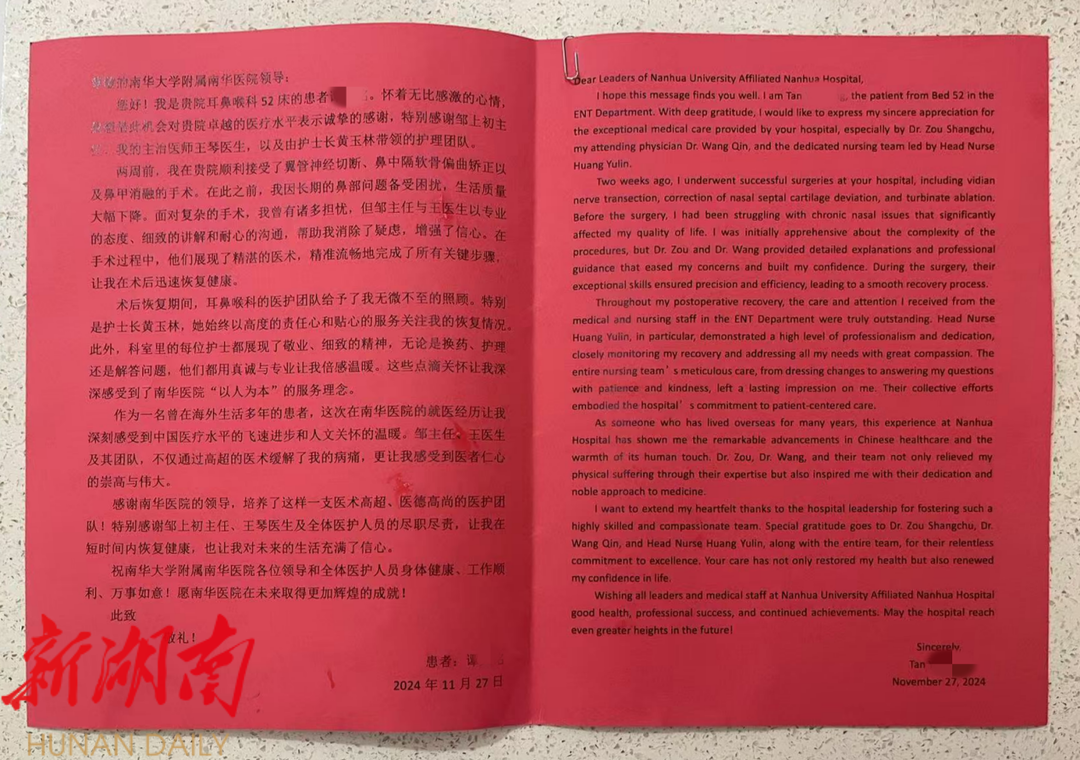 的南华大学附属南华医院领导：
您好！我是贵院耳鼻喉科 52 床的患者 。怀着无比感激的心情，
此机会对贵院卓越的医疗水平表示诚挚的感谢，特别感谢邹上初主
、我的主治医师王琴医生，以及由护士长黄玉林带领的护理团队。
两周前，我在贵院顺利接受了翼管神经切断、鼻中隔软骨偏曲矫正以
及鼻甲消融的手术。在此之前，我因长期的鼻部问题备受困扰，生活质量
大幅下降。面对复杂的手术，我曾有诸多担忧，但邹主任与王医生以专业
的态度、细致的讲解和耐心的沟通，帮助我消除了疑虑，增强了信心。在
手术过程中，他们展现了精湛的医术，精准流畅地完成了所有关键步骤，
让我在术后迅速恢复健康。
术后恢复期间，耳鼻喉科的医护团队给予了我无微不至的照顾。特别
是护士长黄玉林，她始终以高度的责任心和贴心的服务关注我的恢复情况。
此外，科室里的每位护士都展现了敬业、细致的精神，无论是换药、护理
还是解答问题，他们都用真诚与专业让我倍感温暖。这些点滴关怀让我深
深感受到了南华医院“以人为本”的服务理念。
作为一名曾在海外生活多年的患者，这次在南华医院的就医经历让我
深刻感受到中国医疗水平的飞速进步和人文关怀的温暖。邹主任、王医生
及其团队，不仅通过高超的医术缓解了我的病痛，更让我感受到医者仁心
的崇高与伟大。
感谢南华医院的领导，培养了这样一支医术高超、医德高尚的医护团
队！特别感谢邹上初主任、王琴医生及全体医护人员的尽职尽责，让我在
短时间内恢复健康，也让我对未来的生活充满了信心。
祝南华大学附属南华医院各位领导和全体医护人员身体健康、工作顺
利、万事如意！愿南华医院在未来取得更加辉煌的成就！
此致
敬礼！
患者：谭
2024 年 11 月 27 日
Dear Leaders of Nanhua University Affiliated Nanhua Hospital,
I hope this message finds you well. I am Tan , the patient from Bed 52 in the
ENT Department. With deep gratitude, I would like to express my sincere appreciation for
the exceptional medical care provided by your hospital, especially by Dr. Zou Shangchu,
my attending physician Dr. Wang Qin, and the dedicated nursing team led by Head Nurse
Huang Yulin.
Two weeks ago, I underwent successful surgeries at your hospital, including vidian
nerve transection, correction of nasal septal cartilage deviation, and turbinate ablation.
Before the surgery, I had been struggling with chronic nasal issues that significantly
affected my quality of life. I was initially apprehensive about the complexity of the
procedures, but Dr. Zou and Dr. Wang provided detailed explanations and professional
guidance that eased my concerns and built my confidence. During the surgery, their
exceptional skills ensured precision and efficiency, leading to a smooth recovery process.
Throughout my postoperative recovery, the care and attention I received from the
medical and nursing staff in the ENT Department were truly outstanding. Head Nurse
Huang Yulin, in particular, demonstrated a high level of professionalism and dedication,
closely monitoring my recovery and addressing all my needs with great compassion. The
entire nursing team's meticulous care, from dressing changes to answering my questions
with patience and kindness, left a lasting impression on me. Their collective efforts
embodied the hospital's commitment to patient-centered care.
As someone who has lived overseas for many years, this experience at Nanhua
Hospital has shown me the remarkable advancements in Chinese healthcare and the
warmth of its human touch. Dr. Zou, Dr. Wang, and their team not only relieved my
physical suffering through their expertise but also inspired me with their dedication and
noble approach to medicine.
I want to extend my heartfelt thanks to the hospital leadership for fostering such a
highly skilled and compassionate team. Special gratitude goes to Dr. Zou Shangchu, Dr.
Wang Qin, and Head Nurse Huang Yulin, along with the entire team, for their relentless
commitment to excellence. Your care has not only restored my health but also renewed
my confidence in life.
Wishing all leaders and medical staff at Nanhua University Affiliated Nanhua Hospital
good health, professional success, and continued achievements. May the hospital reach
even greater heights in the future!
Sincerely,
Tan
November 27, 2024
新湖南
HUNAN DAILY